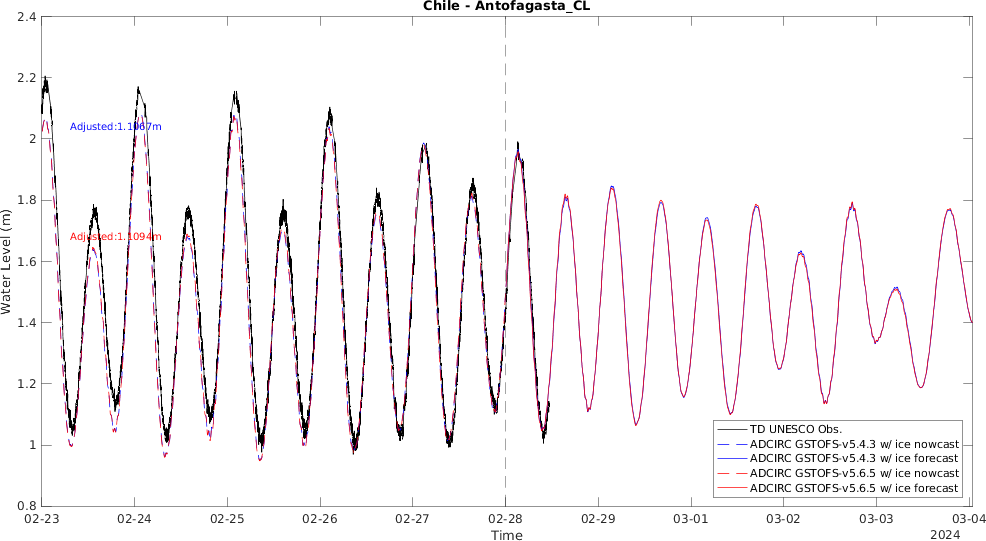 Chile - Antofagasta_CL
2.4
2.2
2
1.8
1.6
1.4
1.2
1
0.8
Water Level (m)
Adjusted:1.1067m
Adjusted:1.1094m
TD UNESCO Obs.
ADCIRC GSTOFS-v5.4.3 w/ ice nowcast
ADCIRC GSTOFS-v5.4.3 w/ ice forecast
ADCIRC GSTOFS-v5.6.5 w/ ice nowcast
ADCIRC GSTOFS-v5.6.5 w/ ice forecast
02-23 02-24 02-25 02-26 02-27 02-28 02-29 03-01 03-02 03-03 03-04
Time
2024